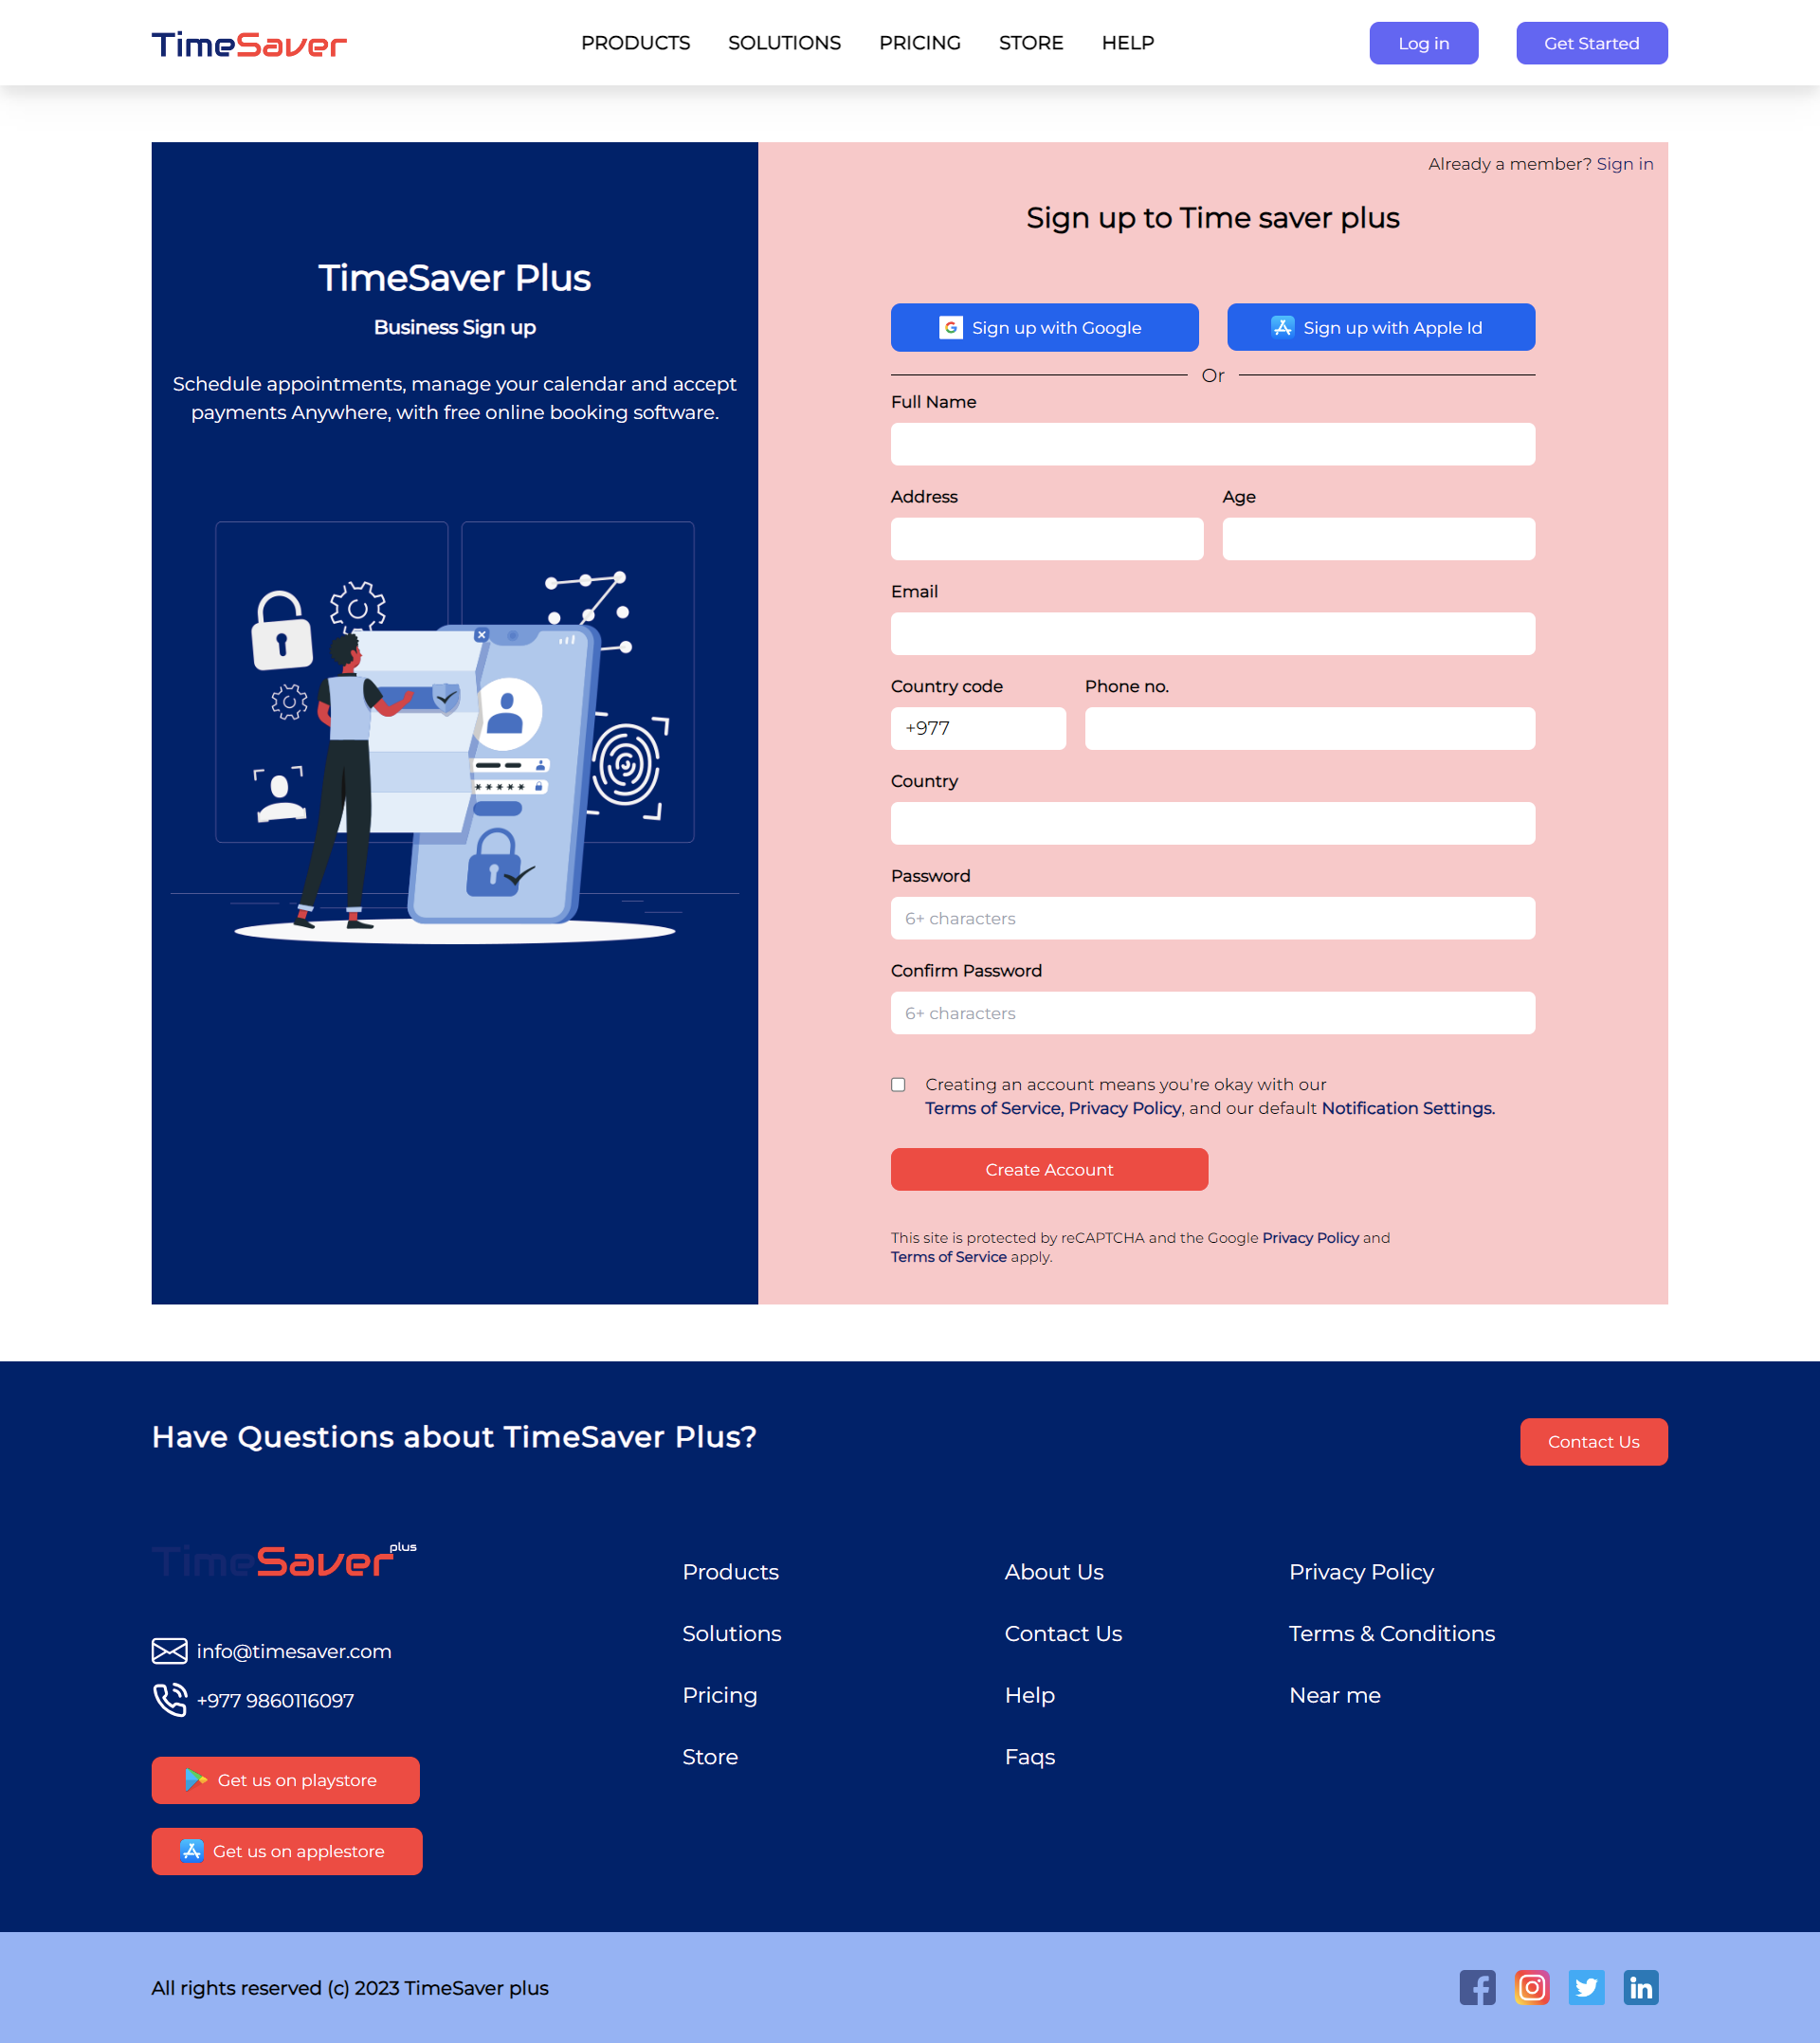 TimeSaver
PRODUCTS
SOLUTIONS
PRICING
STORE
HELP
Log in
Get Started
TimeSaver Plus
Business Sign up
Schedule appointments, manage your calendar and accept
payments Anywhere, with free online booking software.
Already a member? Sign in
Sign up to Time saver plus
Sign up with Google
Sign up with Apple Id
Or
Full Name
Address
Age
Email
Country code
Phone no.
+977
Country
Password
6+ characters
Confirm Password
6+ characters
Creating an account means you're okay with our
Terms of Service, Privacy Policy, and our default Notification Settings.
Create Account
This site is protected by reCAPTCHA and the Google Privacy Policy and
Terms of Service apply.
Have Questions about TimeSaver Plus?
Contact Us
TimeSaver plus
info@timesaver.com
+977 9860116097
Get us on playstore
Get us on applestore
Products
Solutions
Pricing
Store
About Us
Contact Us
Help
Faqs
Privacy Policy
Terms & Conditions
Near me
All rights reserved (c) 2023 TimeSaver plus